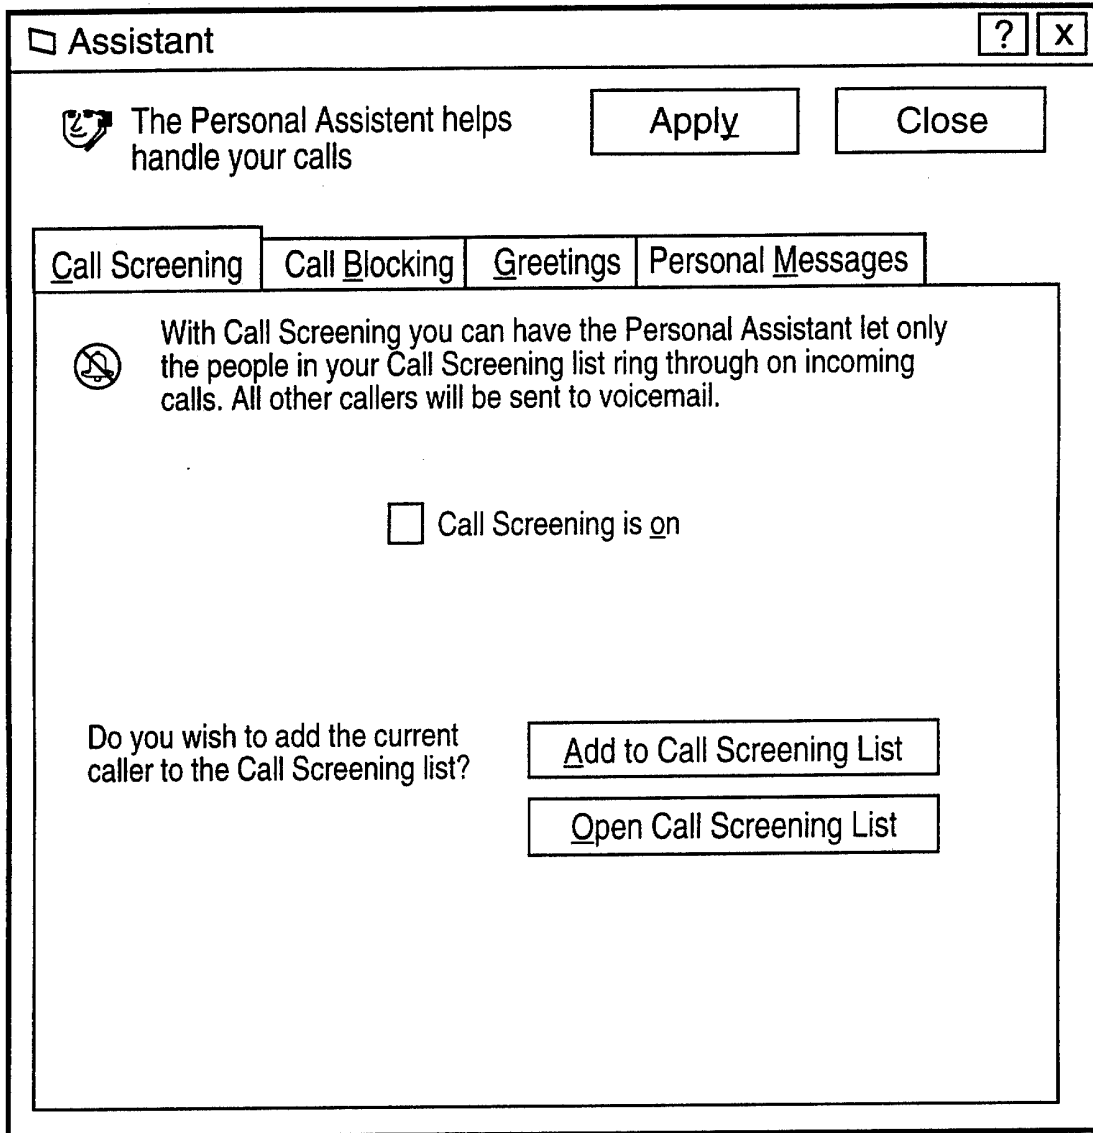 Assistant
? X
The Personal Assistent helps
handle your calls
Apply
Close
Call Screening
Call Blocking
Greetings
Personal Messages
With Call Screening you can have the Personal Assistant let only
the people in your Call Screening list ring through on incoming
calls. All other callers will be sent to voicemail.
Call Screening is on
Do you wish to add the current
caller to the Call Screening list?
Add to Call Screening List
Open Call Screening List